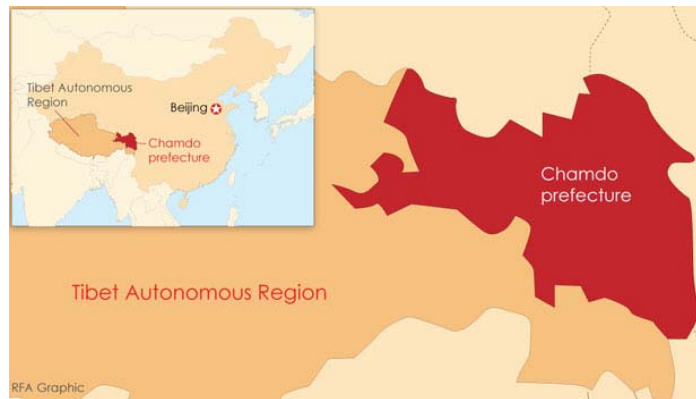 Tibet Autonomous
Region
Beijing
Chamdo
prefecture
Chamdo
prefecture
Tibet Autonomous Region
RFA Graphic